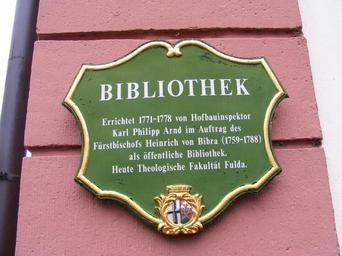 BIBLIOTHEK
Errichtet 1771-1778 von Hofbauinspektor
Karl Philipp Arnd im Auftrag des
Fürstbischofs Heinrich von Bibra (1759-1788)
als öffentliche Bibliothek.
Heute Theologische Fakultät Fulda.